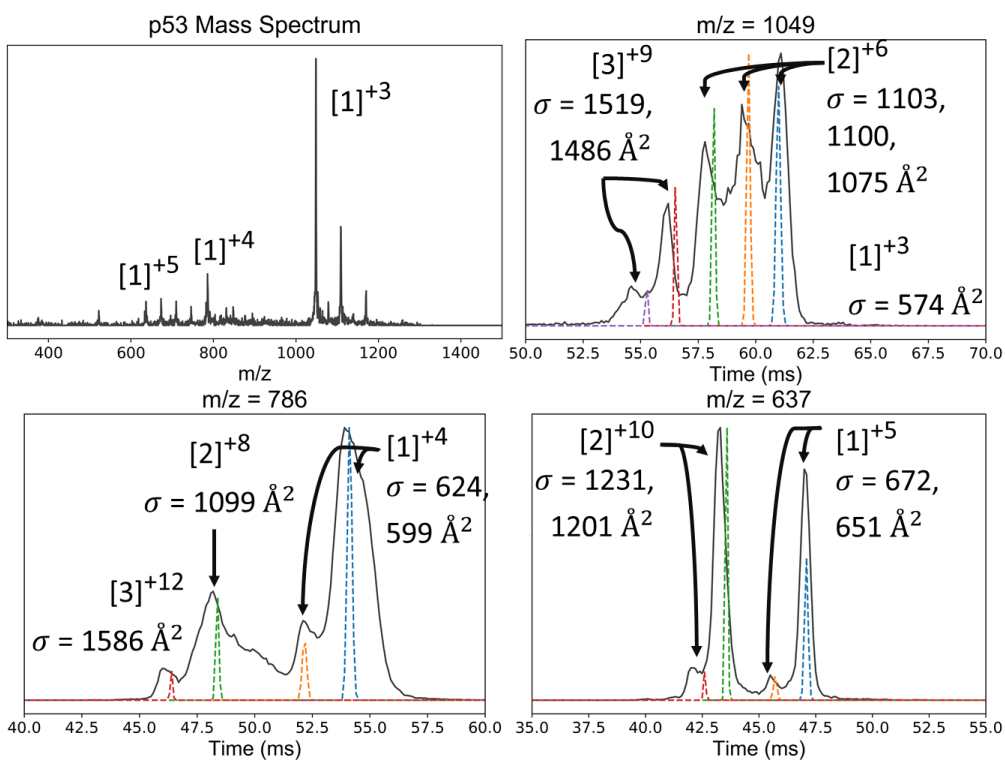 p53 Mass Spectrum
[1]⁺³
[1]⁺⁴
[1]⁺⁵
400 600 800 1000 1200 1400
m/z
m/z = 1049
[3]⁺⁹
σ = 1519,
1486 Å²
[2]⁺⁶
σ = 1103,
1100,
1075 Å²
[1]⁺³
σ = 574 Å²
50.0 52.5 55.0 57.5 60.0 62.5 65.0 67.5 70.0
Time (ms)
m/z = 786
[2]⁺⁸
σ = 1099 Å²
[1]⁺⁴
σ = 624,
599 Å²
[3]⁺¹²
σ = 1586 Å²
40.0 42.5 45.0 47.5 50.0 52.5 55.0 57.5 60.0
Time (ms)
m/z = 637
[2]⁺¹⁰
σ = 1231,
1201 Å²
[1]⁺⁵
σ = 672,
651 Å²
35.0 37.5 40.0 42.5 45.0 47.5 50.0 52.5 55.0
Time (ms)